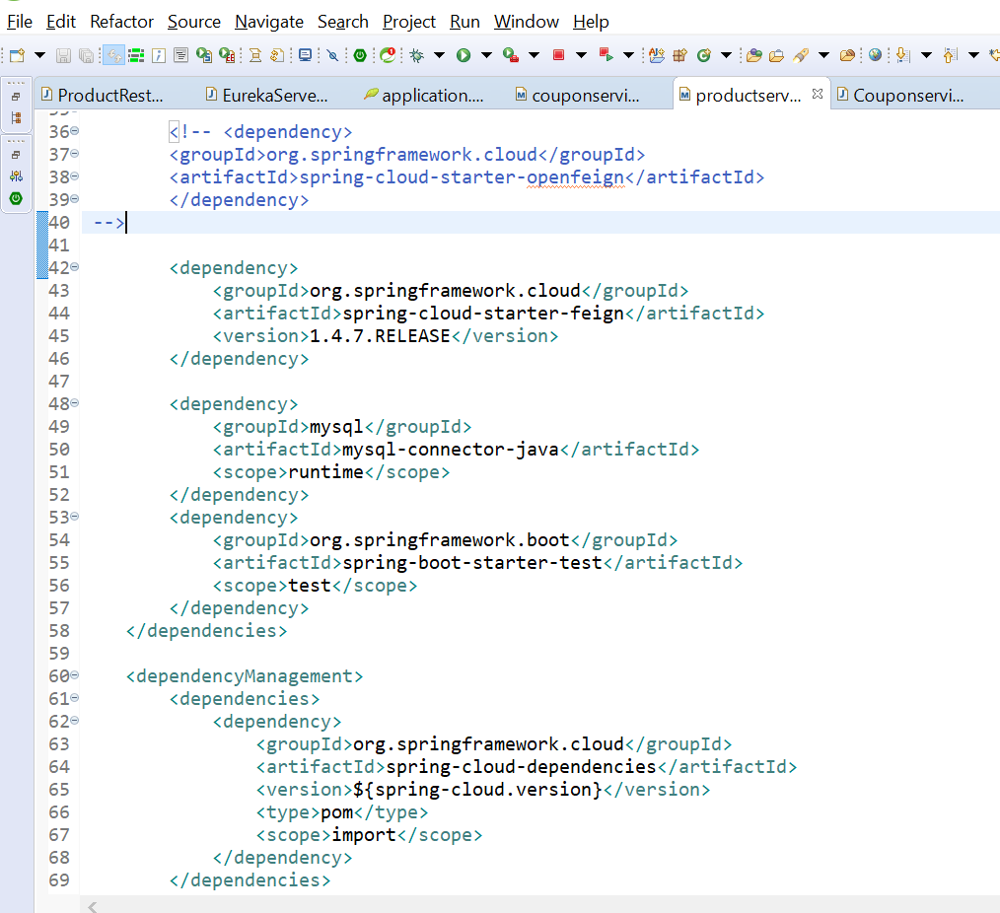 File Edit Refactor Source Navigate Search Project Run Window Help
ProductRest... EurekaServe... application.... couponservi... productserv... Couponservi...
36 <!-- <dependency>
37 <groupId>org.springframework.cloud</groupId>
38 <artifactId>spring-cloud-starter-openfeign</artifactId>
39 </dependency>
40 -->
41
42 <dependency>
43 <groupId>org.springframework.cloud</groupId>
44 <artifactId>spring-cloud-starter-feign</artifactId>
45 <version>1.4.7.RELEASE</version>
46 </dependency>
47
48 <dependency>
49 <groupId>mysql</groupId>
50 <artifactId>mysql-connector-java</artifactId>
51 <scope>runtime</scope>
52 </dependency>
53 <dependency>
54 <groupId>org.springframework.boot</groupId>
55 <artifactId>spring-boot-starter-test</artifactId>
56 <scope>test</scope>
57 </dependency>
58 </dependencies>
59
60 <dependencyManagement>
61 <dependencies>
62 <dependency>
63 <groupId>org.springframework.cloud</groupId>
64 <artifactId>spring-cloud-dependencies</artifactId>
65 <version>${spring-cloud.version}</version>
66 <type>pom</type>
67 <scope>import</scope>
68 </dependency>
69 </dependencies>